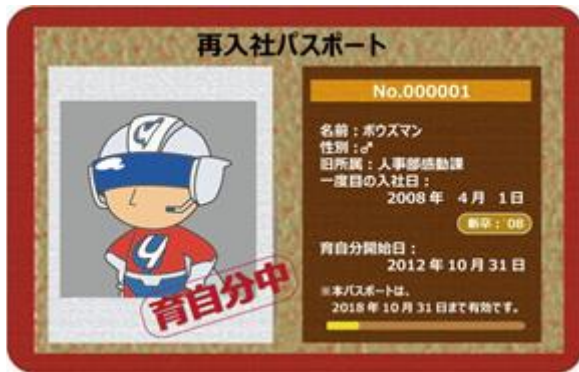 再入社パスポート
No.000001
名前：ボウズマン
性別：♂
旧所属：人事部感動課
一度目の入社日：
2008年 4月 1日
新卒：'08
育自分開始日：
2012年10月31日
※本パスポートは、
2018年10月31日まで有効です。
育自分中